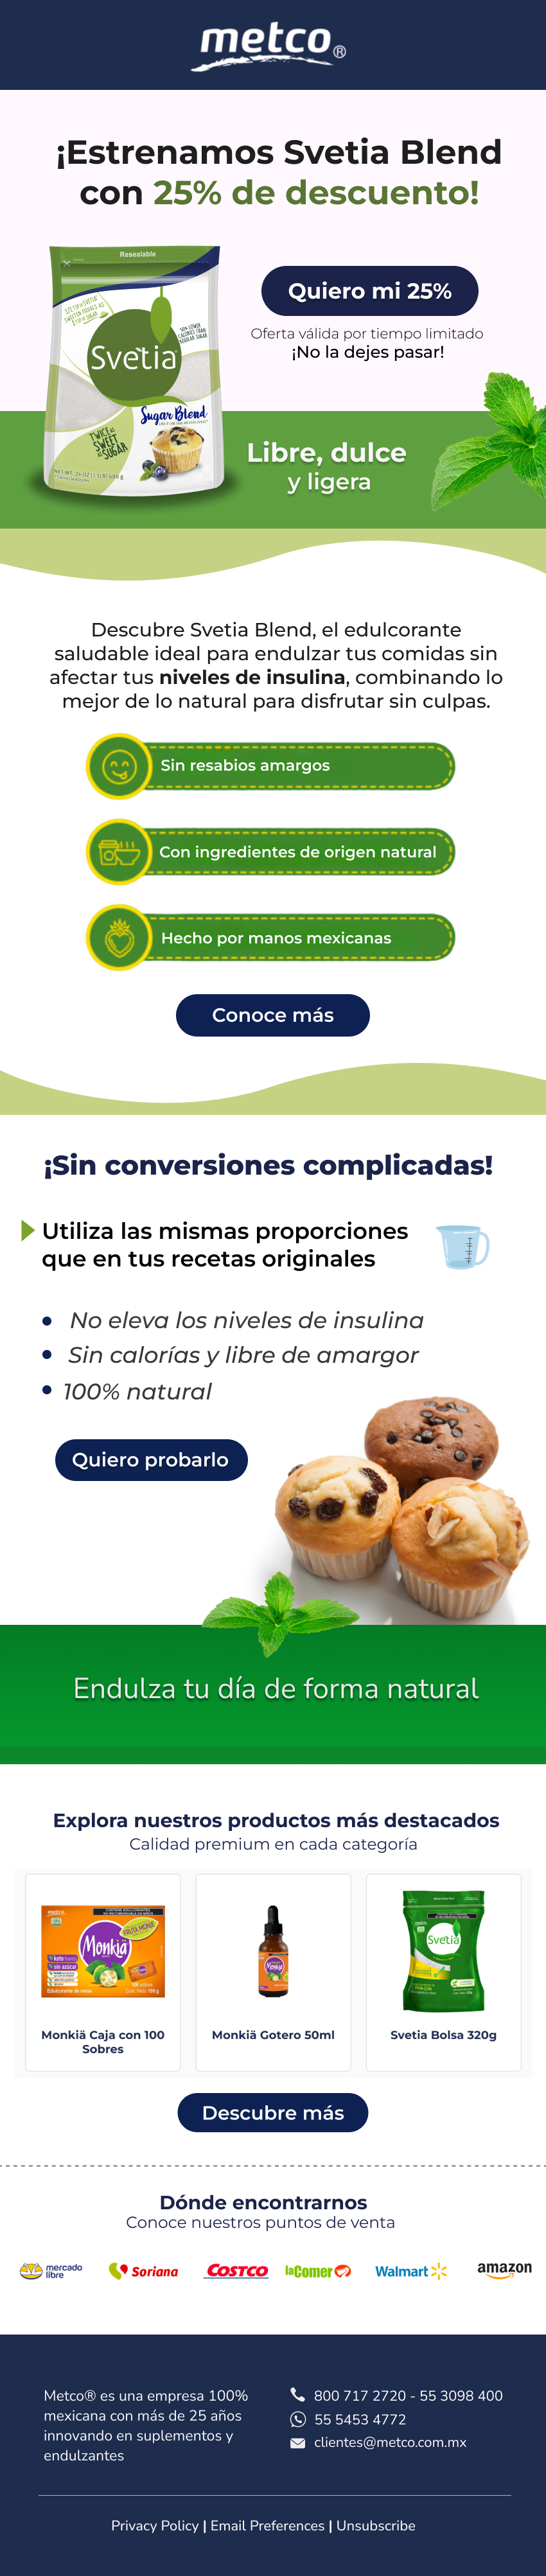 metco®
¡Estrenamos Svetia Blend
con 25% de descuento!
Resealable
Svetia
Sugar Blend
TWICE AS
SWEET
AS SUGAR
Quiero mi 25%
Oferta válida por tiempo limitado
¡No la dejes pasar!
Libre, dulce
y ligera
Descubre Svetia Blend, el edulcorante
saludable ideal para endulzar tus comidas sin
afectar tus niveles de insulina, combinando lo
mejor de lo natural para disfrutar sin culpas.
Sin resabios amargos
Con ingredientes de origen natural
Hecho por manos mexicanas
Conoce más
¡Sin conversiones complicadas!
Utiliza las mismas proporciones
que en tus recetas originales
No eleva los niveles de insulina
Sin calorías y libre de amargor
100% natural
Quiero probarlo
Endulza tu día de forma natural
Explora nuestros productos más destacados
Calidad premium en cada categoría
metco
Monkiä
Monkiä
Svetia
Monkiä Caja con 100
Sobres
Monkiä Gotero 50ml
Svetia Bolsa 320g
Descubre más
Dónde encontrarnos
Conoce nuestros puntos de venta
mercado
libre
Soriana
COSTCO
laComer
Walmart
amazon
Metco® es una empresa 100%
mexicana con más de 25 años
innovando en suplementos y
endulzantes
800 717 2720 - 55 3098 400
55 5453 4772
clientes@metco.com.mx
Privacy Policy | Email Preferences | Unsubscribe